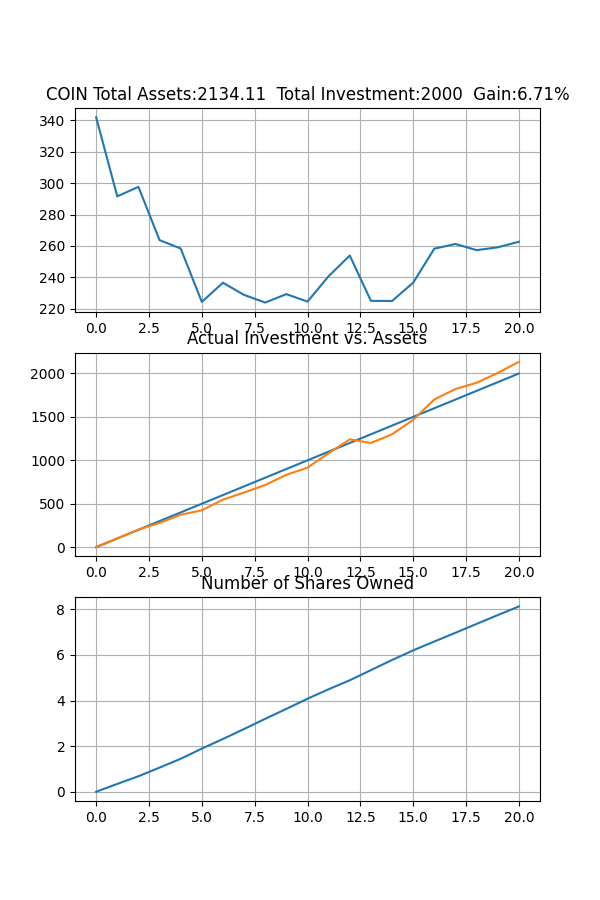 COIN Total Assets:2134.11  Total Investment:2000  Gain:6.71%
340
320
300
280
260
240
220
0.0 2.5 5.0 7.5 10.0 12.5 15.0 17.5 20.0
Actual Investment vs. Assets
2000
1500
1000
500
0
0.0 2.5 5.0 7.5 10.0 12.5 15.0 17.5 20.0
Number of Shares Owned
8
6
4
2
0
0.0 2.5 5.0 7.5 10.0 12.5 15.0 17.5 20.0